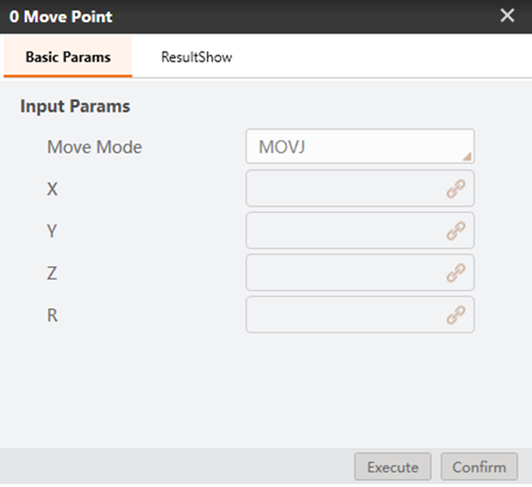 0 Move Point
Basic Params
ResultShow
Input Params
Move Mode
MOVJ
X
Y
Z
R
Execute
Confirm